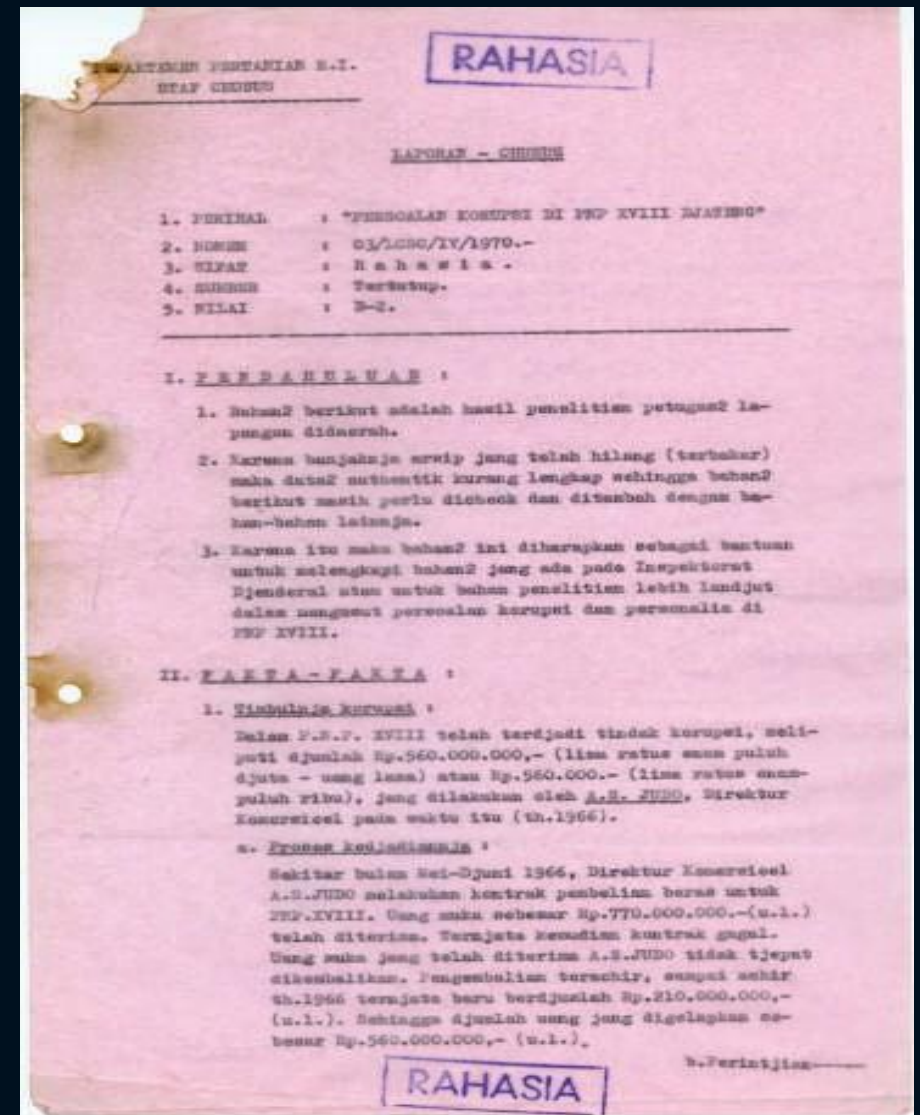 DEPARTEMEN PERTANIAN R.I.
STAF CHUSUS
RAHASIA
LAPORAN - CHUSUS
1. PERIHAL : "PERSOALAN KORUPSI DI PNP XVIII DJATENG"
2. NOMER : 03/LCSC/IV/1970.-
3. SIFAT : R a h a s i a .
4. SUMBER : Tertutup.
5. NILAI : B-2.
I. P E N D A H U L U A N :
1. Bahan2 berikut adalah hasil penelitian petugas2 la-
pangan didaerah.
2. Karena banjaknja arsip jang telah hilang (terbakar)
maka data2 authentik kurang lengkap sehingga bahan2
berikut masih perlu dicheck dan ditambah dengan ba-
han-bahan lainnja.
3. Karena itu maka bahan2 ini diharapkan sebagai bantuan
untuk melengkapi bahan2 jang ada pada Inspektorat
Djenderal atau untuk bahan penelitian lebih landjut
dalam mengusut persoalan korupsi dan personalia di
PNP XVIII.
II. F A K T A - F A K T A :
1. Timbulnja korupsi :
Dalam P.N.P. XVIII telah terdjadi tindak korupsi, meli-
puti djumlah Rp.560.000.000,- (lima ratus enam puluh
djuta - uang lama) atau Rp.560.000.- (lima ratus enam-
puluh ribu), jang dilakukan oleh A.S. JUDO, Direktur
Komersieel pada waktu itu (th.1966).
a. Proses kedjadiannja :
Sekitar bulan Mei-Djuni 1966, Direktur Komersieel
A.S.JUDO melakukan kontrak pembelian beras untuk
PNP.XVIII. Uang muka sebesar Rp.770.000.000.-(u.l.)
telah diterima. Ternjata kemudian kontrak gagal.
Uang muka jang telah diterima A.S.JUDO tidak tjepat
dikembalikan. Pengembalian terachir, sampai achir
th.1966 ternjata baru berdjumlah Rp.210.000.000,-
(u.l.). Sehingga djumlah uang jang digelapkan se-
besar Rp.560.000.000,- (u.l.).
b.Perintjian------
RAHASIA